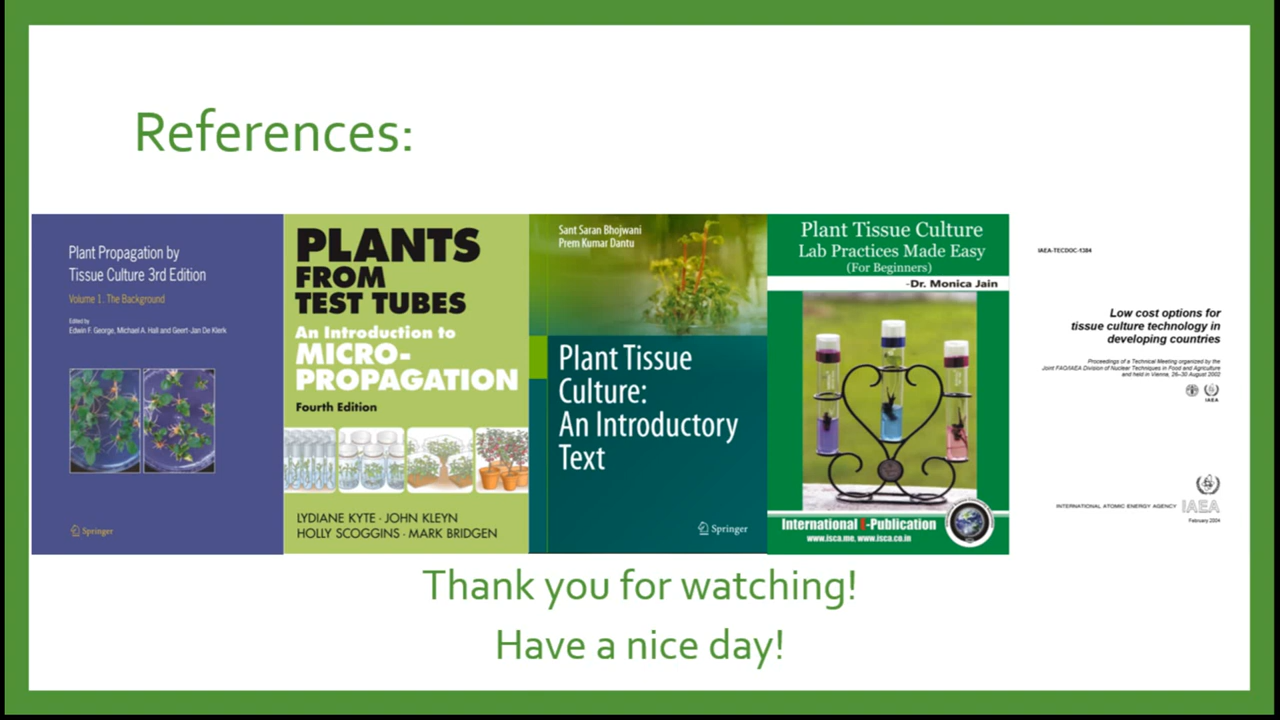 References:
Plant Propagation by
Tissue Culture 3rd Edition
Volume 1. The Background
Edited by
Edwin F. George, Michael A. Hall and Geert-Jan De Klerk
Springer
PLANTS
FROM
TEST TUBES
An Introduction to
MICRO-
PROPAGATION
Fourth Edition
LYDIANE KYTE · JOHN KLEYN
HOLLY SCOGGINS · MARK BRIDGEN
Sant Saran Bhojwani
Prem Kumar Dantu
Plant Tissue
Culture:
An Introductory
Text
Springer
Plant Tissue Culture
Lab Practices Made Easy
(For Beginners)
-Dr. Monica Jain
International E-Publication
www.isca.me, www.isca.co.in
IAEA-TECDOC-1384
Low cost options for
tissue culture technology in
developing countries
Proceedings of a Technical Meeting organized by the
Joint FAO/IAEA Division of Nuclear Techniques in Food and Agriculture
and held in Vienna, 26–30 August 2002
IAEA
INTERNATIONAL ATOMIC ENERGY AGENCY IAEA
February 2004
Thank you for watching!
Have a nice day!